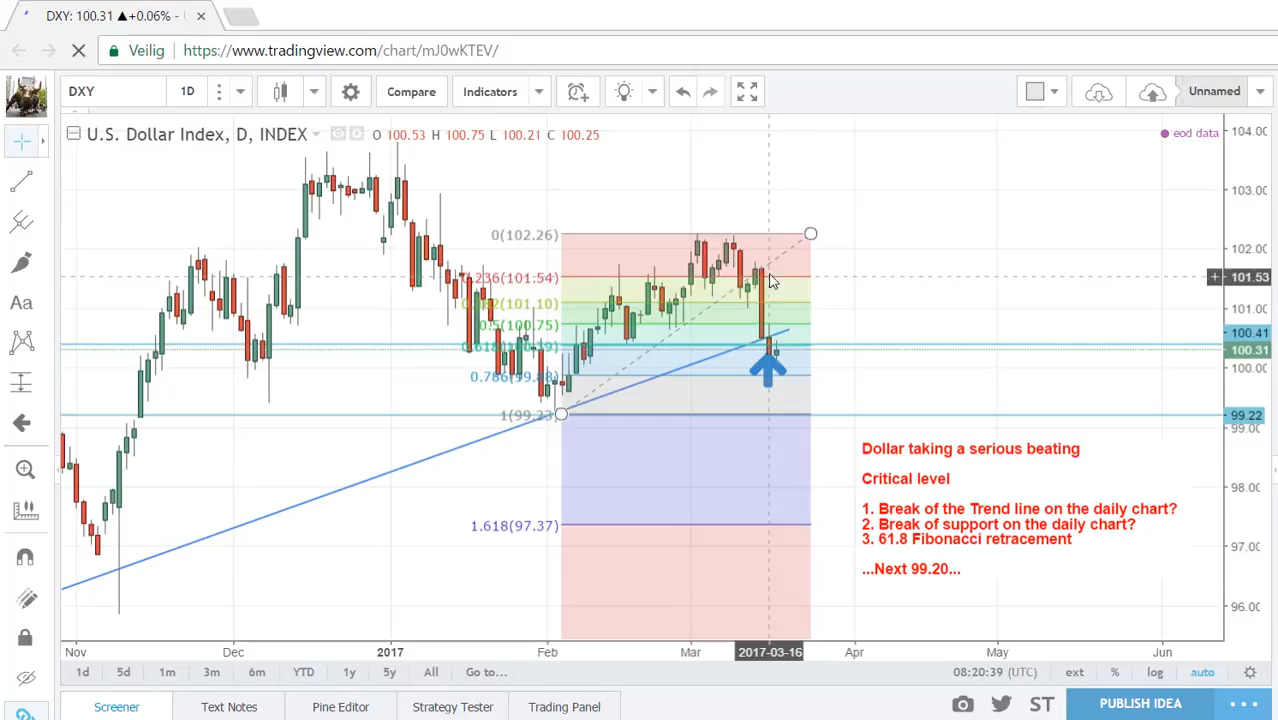 DXY: 100.31 ▲+0.06% -
Veilig https://www.tradingview.com/chart/mJ0wKTEV/
DXY 1D Compare Indicators Unnamed
U.S. Dollar Index, D, INDEX O 100.53 H 100.75 L 100.21 C 100.25
eod data
104.00
103.00
0(102.26)
102.00
0.236(101.54)
101.53
(101.10)
101.00
0.5(100.75)
100.41
100.31
100.00
0.786(99.88)
1(99.23)
99.22
99.00
Dollar taking a serious beating
Critical level
98.00
1. Break of the Trend line on the daily chart?
2. Break of support on the daily chart?
1.618(97.37)
3. 61.8 Fibonacci retracement
97.00
...Next 99.20...
96.00
Nov Dec 2017 Feb Mar 2017-03-16 Apr May Jun
1d 5d 1m 3m 6m YTD 1y 5y All Go to... 08:20:39 (UTC) ext % log auto
Screener Text Notes Pine Editor Strategy Tester Trading Panel ST PUBLISH IDEA
Aa